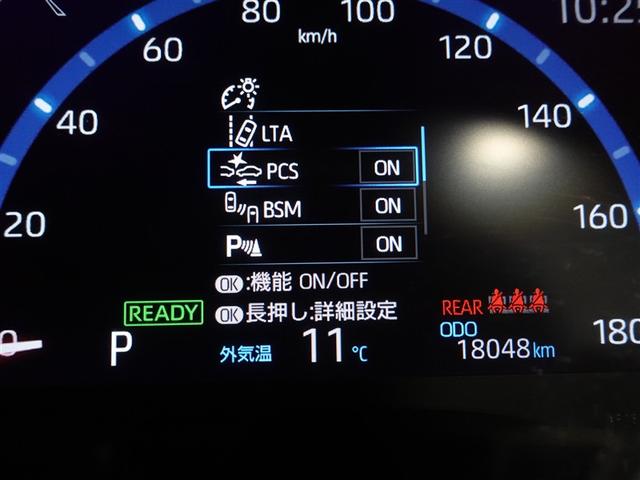 80 100 10:25
60 km/h 120
40 140
LTA
PCS ON
20 BSM ON 160
P ON
OK:機能 ON/OFF
READY OK長押し:詳細設定 REAR
0 ODO 180
P 外気温 11℃ 18048km